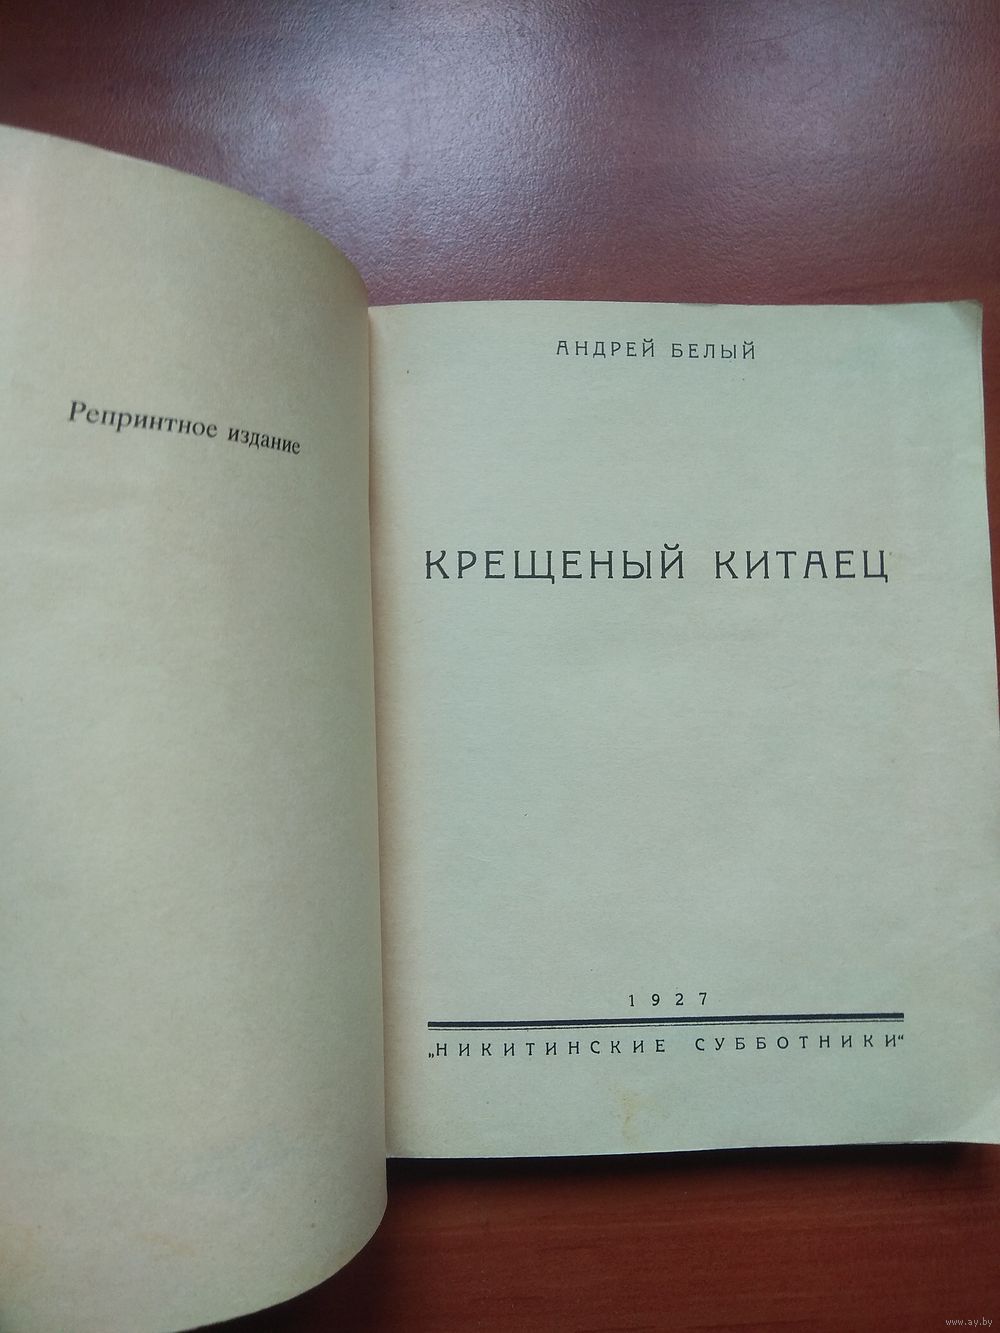 Репринтное издание
АНДРЕЙ БЕЛЫЙ
КРЕЩЕНЫЙ КИТАЕЦ
1927
„НИКИТИНСКИЕ СУББОТНИКИ“
www.ay.by